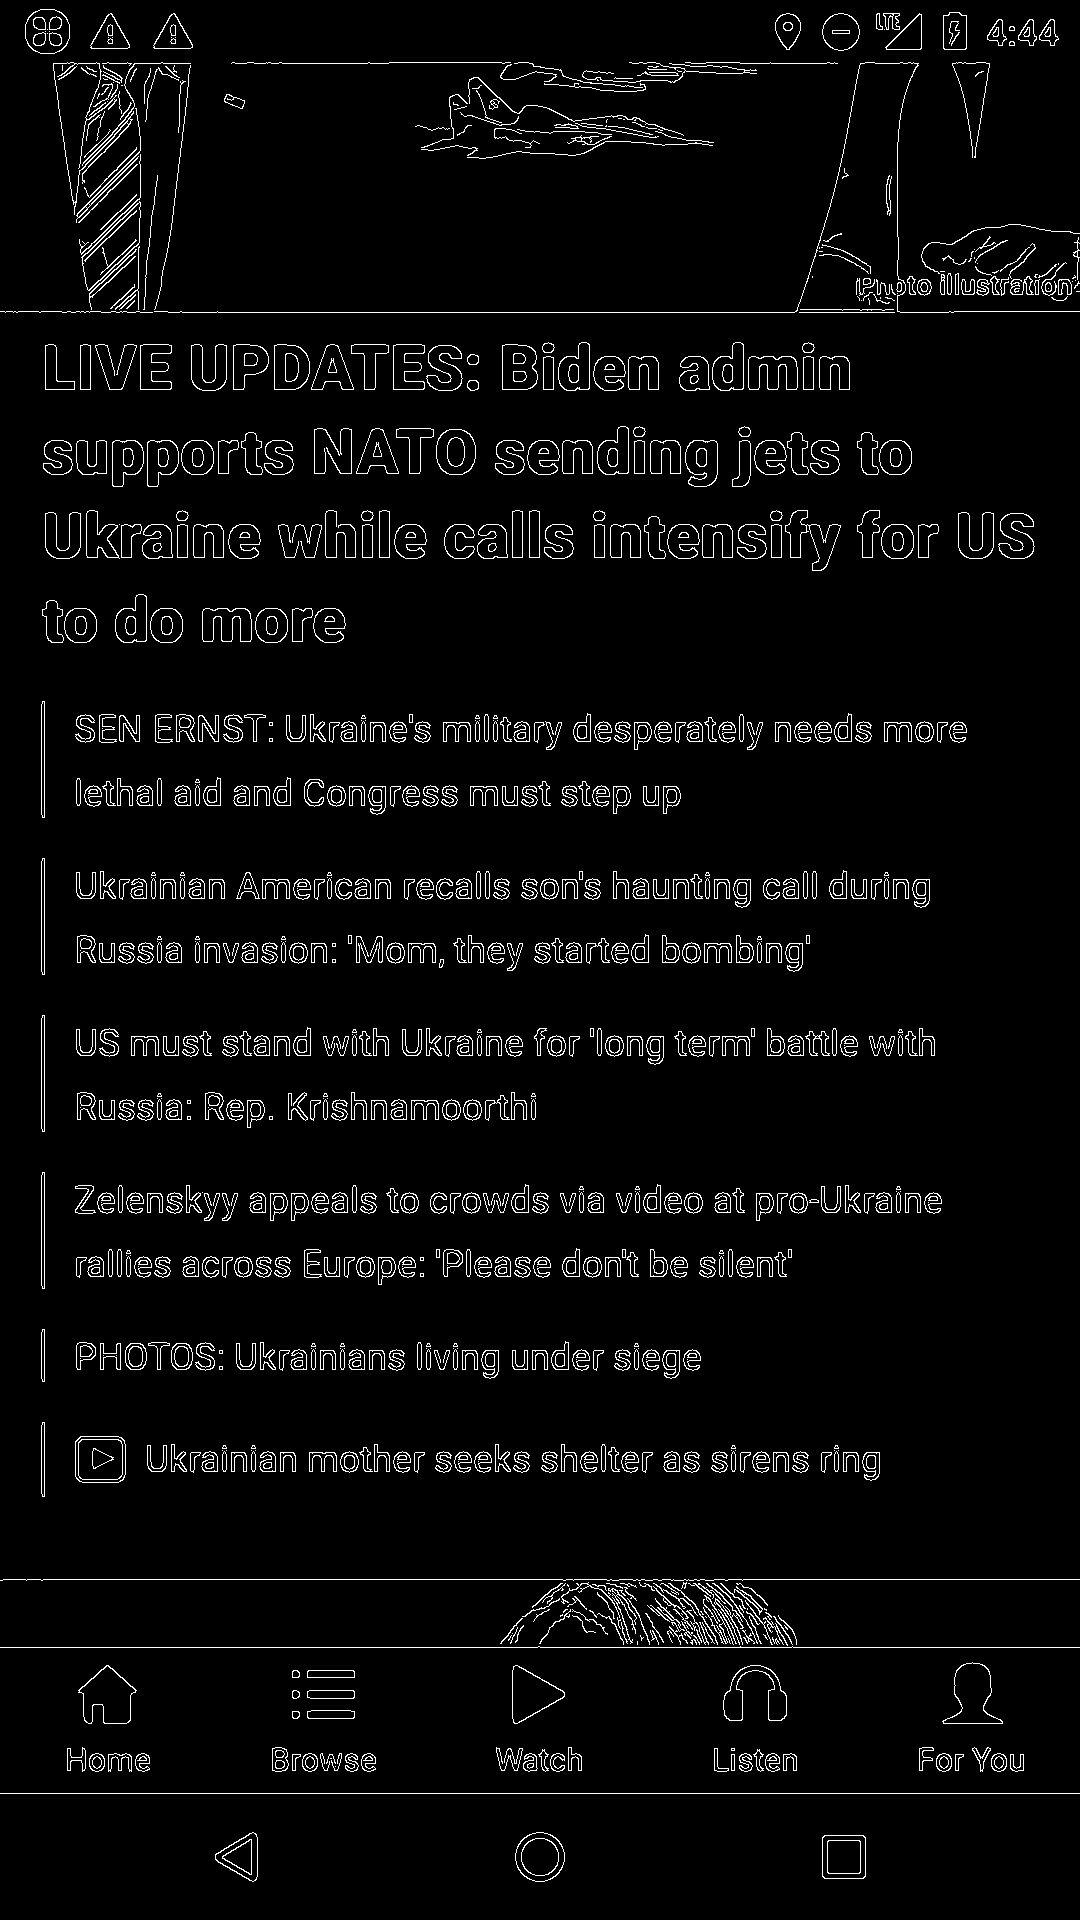 LTE 4:44
Photo illustration
LIVE UPDATES: Biden admin
supports NATO sending jets to
Ukraine while calls intensify for US
to do more
SEN ERNST: Ukraine's military desperately needs more
lethal aid and Congress must step up
Ukrainian American recalls son's haunting call during
Russia invasion: 'Mom, they started bombing'
US must stand with Ukraine for 'long term' battle with
Russia: Rep. Krishnamoorthi
Zelenskyy appeals to crowds via video at pro-Ukraine
rallies across Europe: 'Please don't be silent'
PHOTOS: Ukrainians living under siege
Ukrainian mother seeks shelter as sirens ring
Home Browse Watch Listen For You